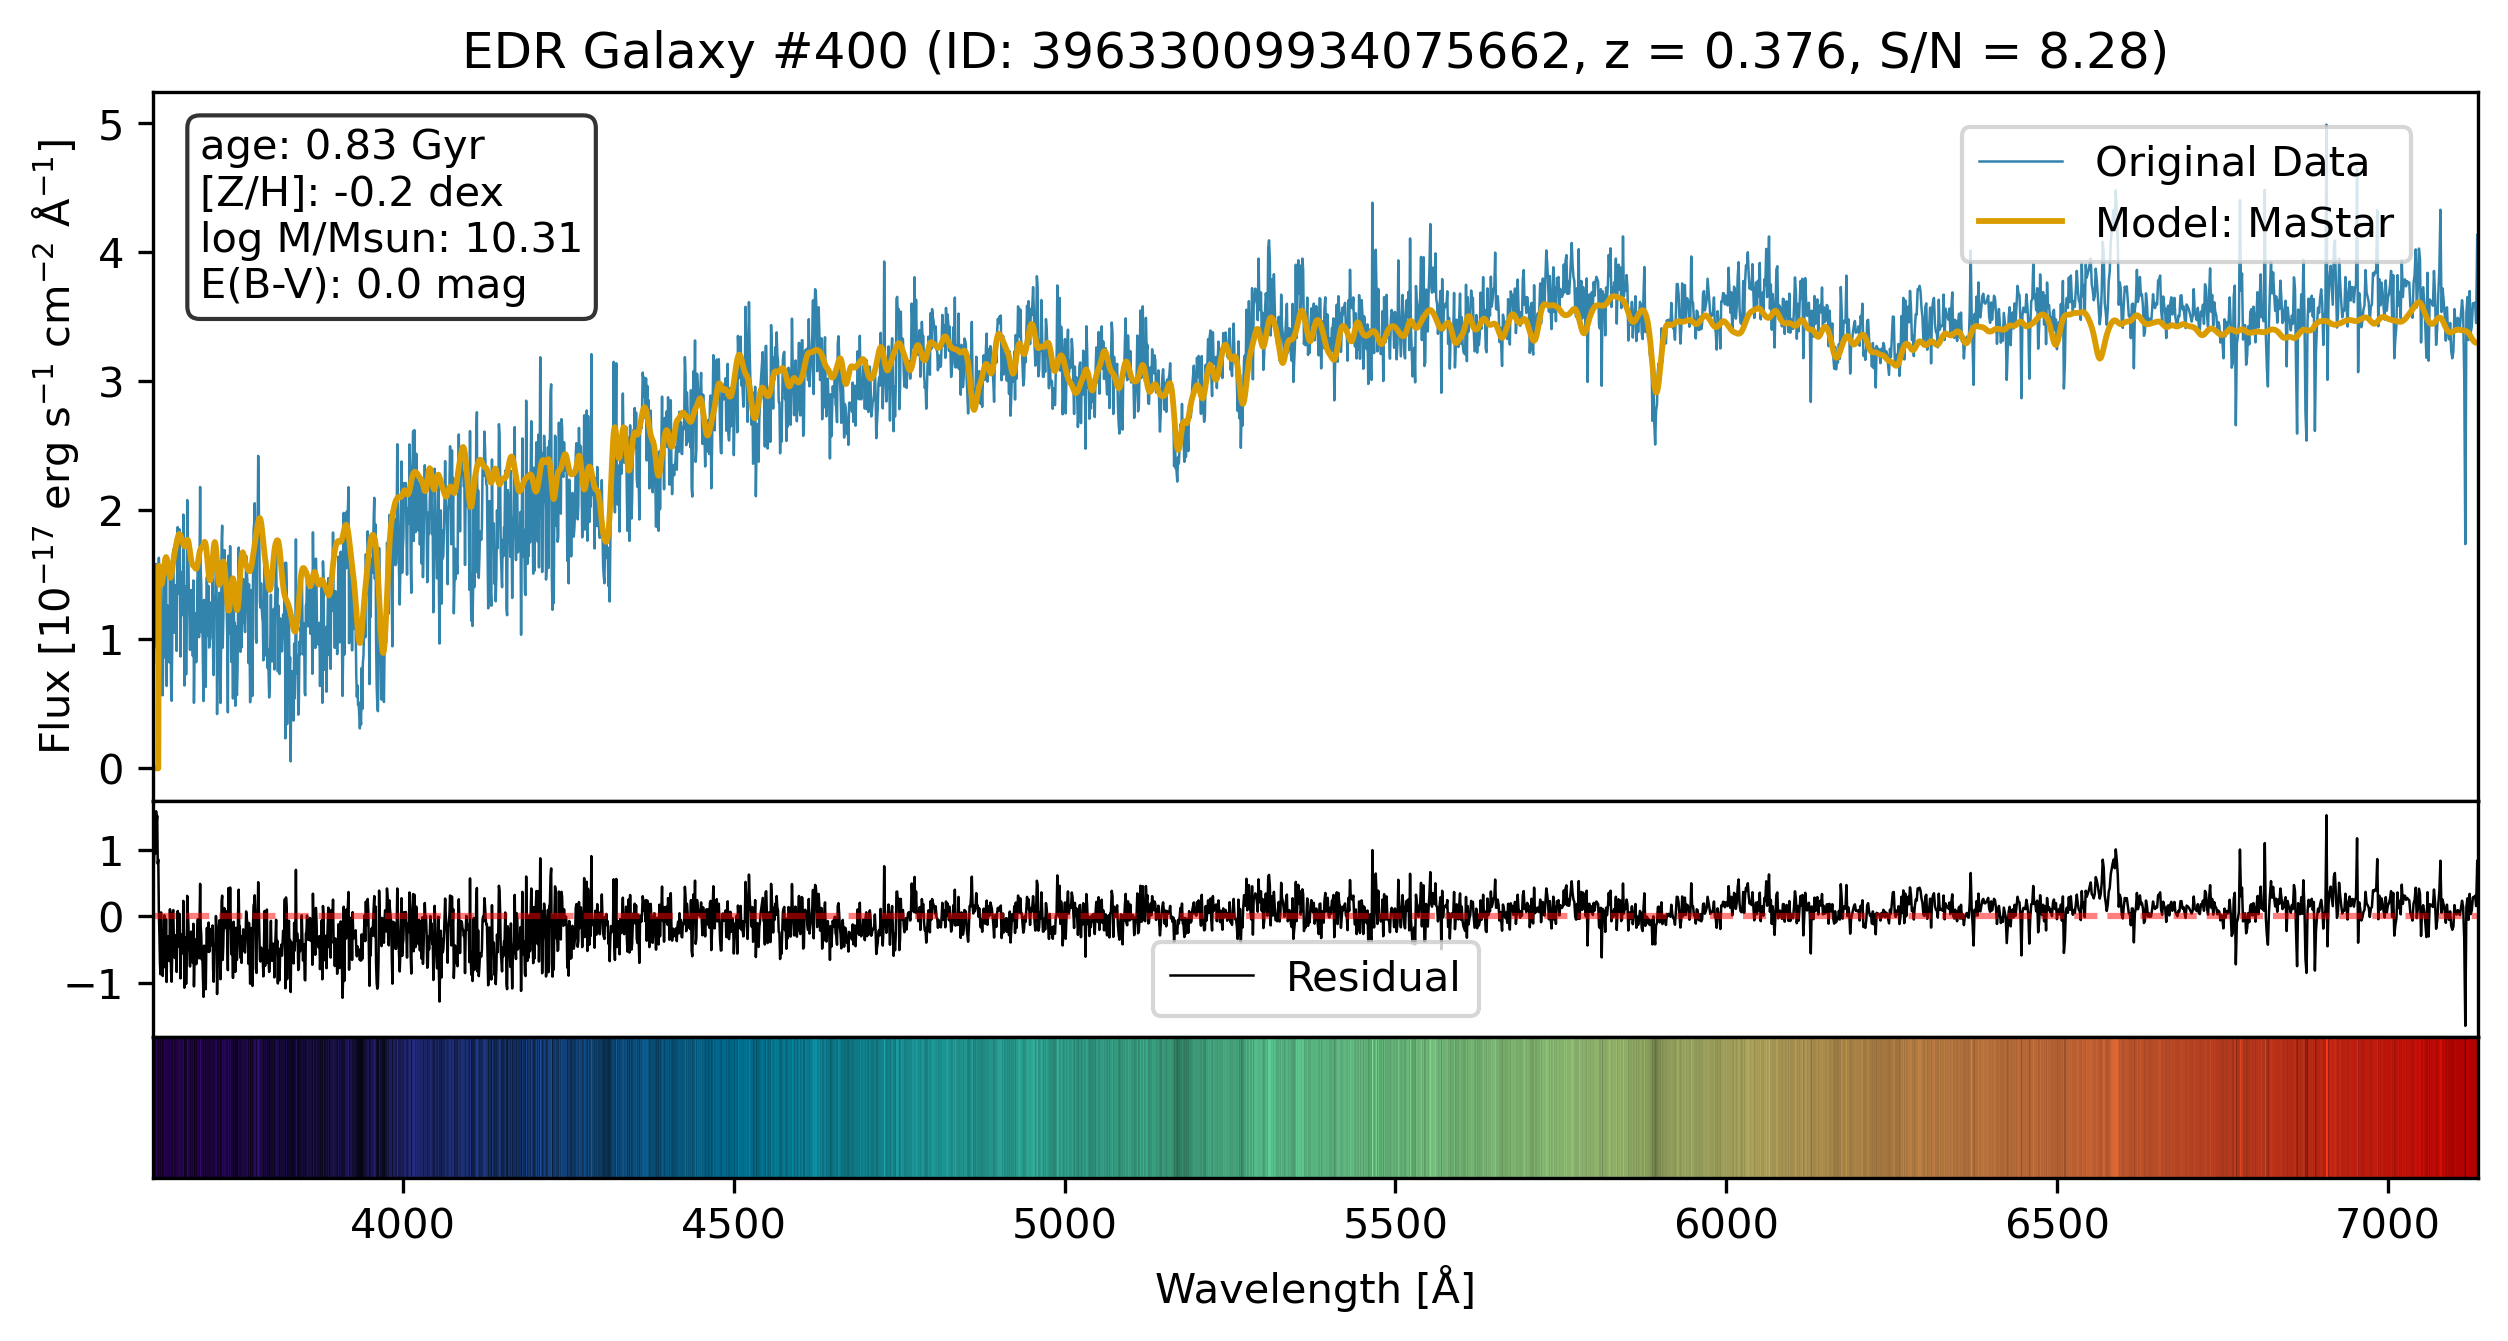 EDR Galaxy #400 (ID: 39633009934075662, z = 0.376, S/N = 8.28)
age: 0.83 Gyr
[Z/H]: -0.2 dex
log M/Msun: 10.31
E(B-V): 0.0 mag
Original Data
Model: MaStar
Flux [10⁻¹⁷ erg s⁻¹ cm⁻² Å⁻¹]
5
4
3
2
1
0
1
0
−1
Residual
4000 4500 5000 5500 6000 6500 7000
Wavelength [Å]